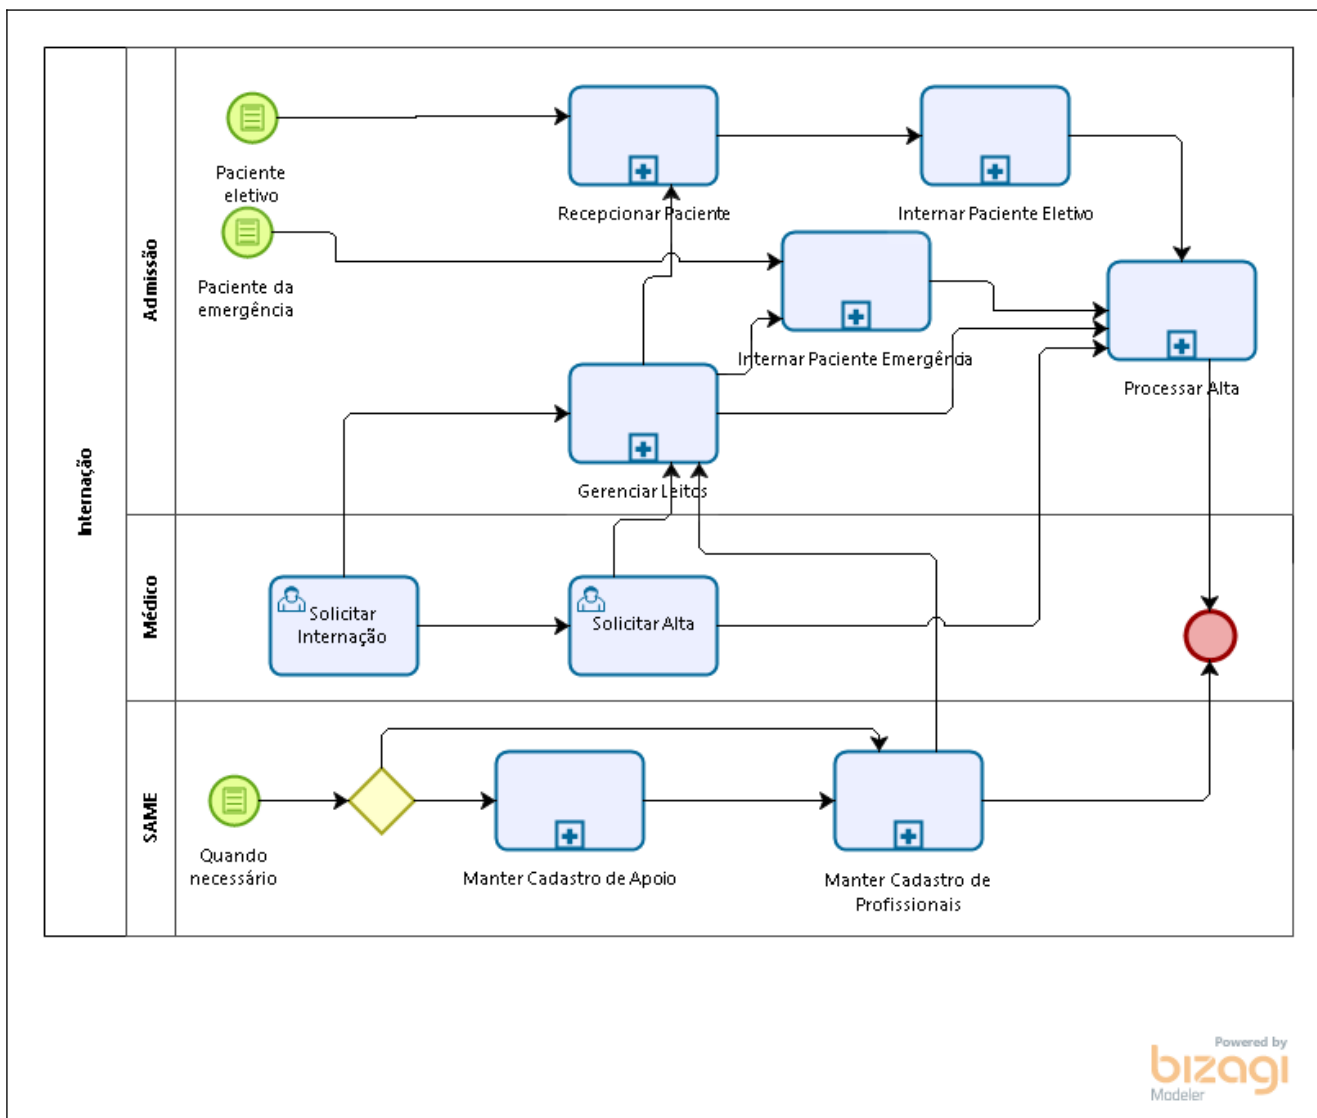 Internação
Admissão
Paciente
eletivo
Recepcionar Paciente
Internar Paciente Eletivo
Paciente da
emergência
Internar Paciente Emergência
Processar Alta
Gerenciar Leitos
Médico
Solicitar
Internação
Solicitar Alta
SAME
Quando
necessário
Manter Cadastro de Apoio
Manter Cadastro de
Profissionais
Powered by
bizagi
Modeler